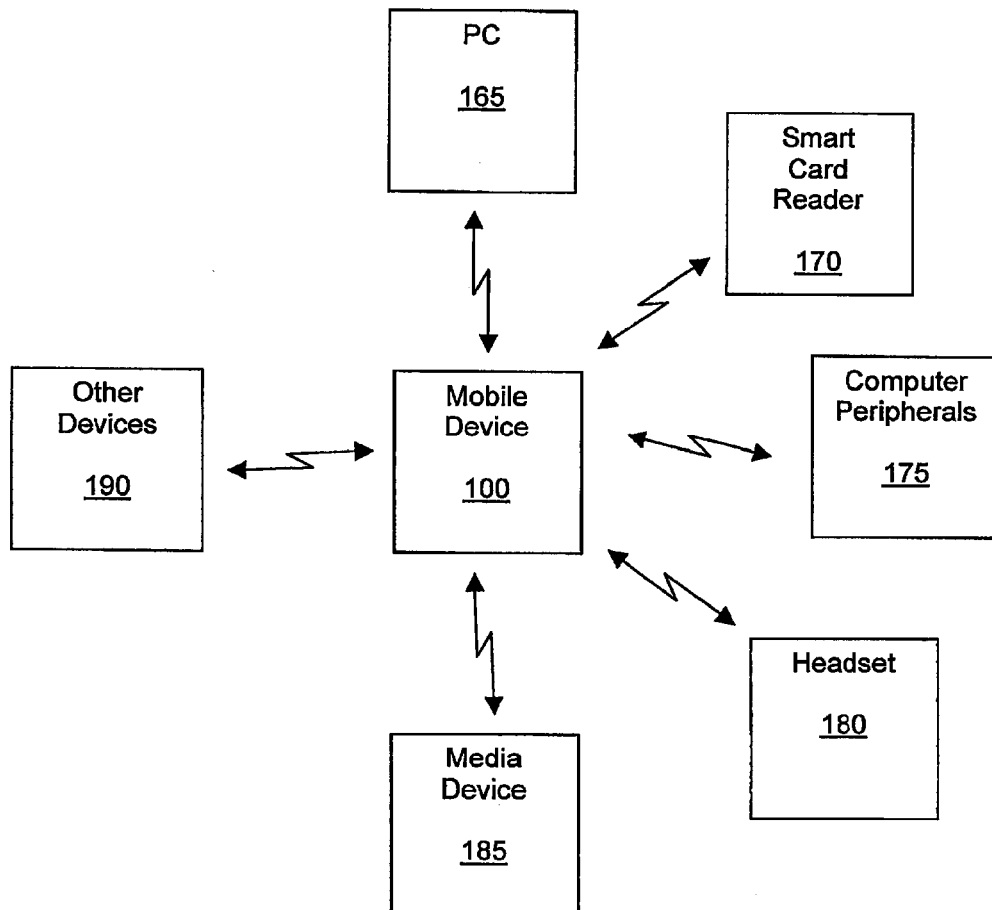 PC
165
Smart
Card
Reader
170
Other
Devices
190
Mobile
Device
100
Computer
Peripherals
175
Headset
180
Media
Device
185